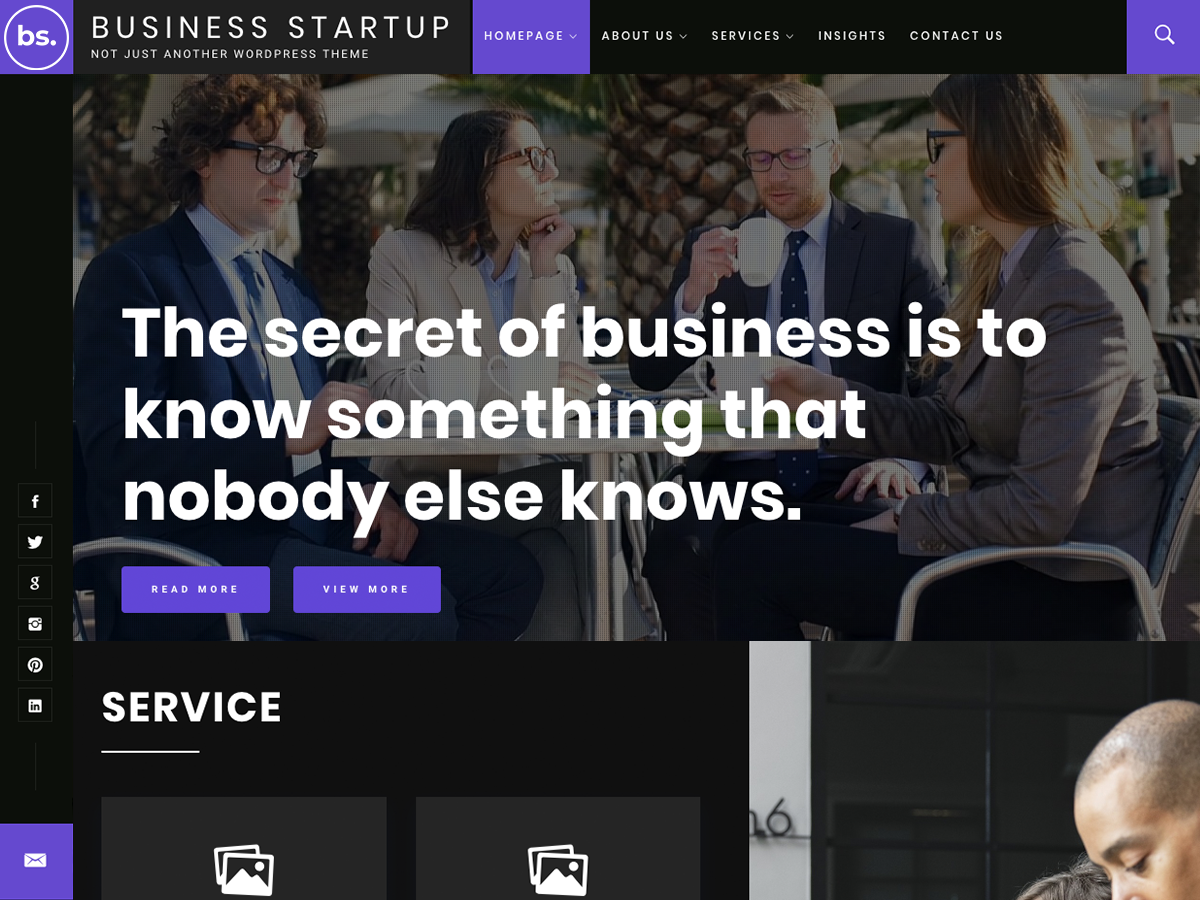 bs.
BUSINESS STARTUP
NOT JUST ANOTHER WORDPRESS THEME
HOMEPAGE
ABOUT US
SERVICES
INSIGHTS
CONTACT US
The secret of business is to
know something that
nobody else knows.
READ MORE
VIEW MORE
SERVICE
16